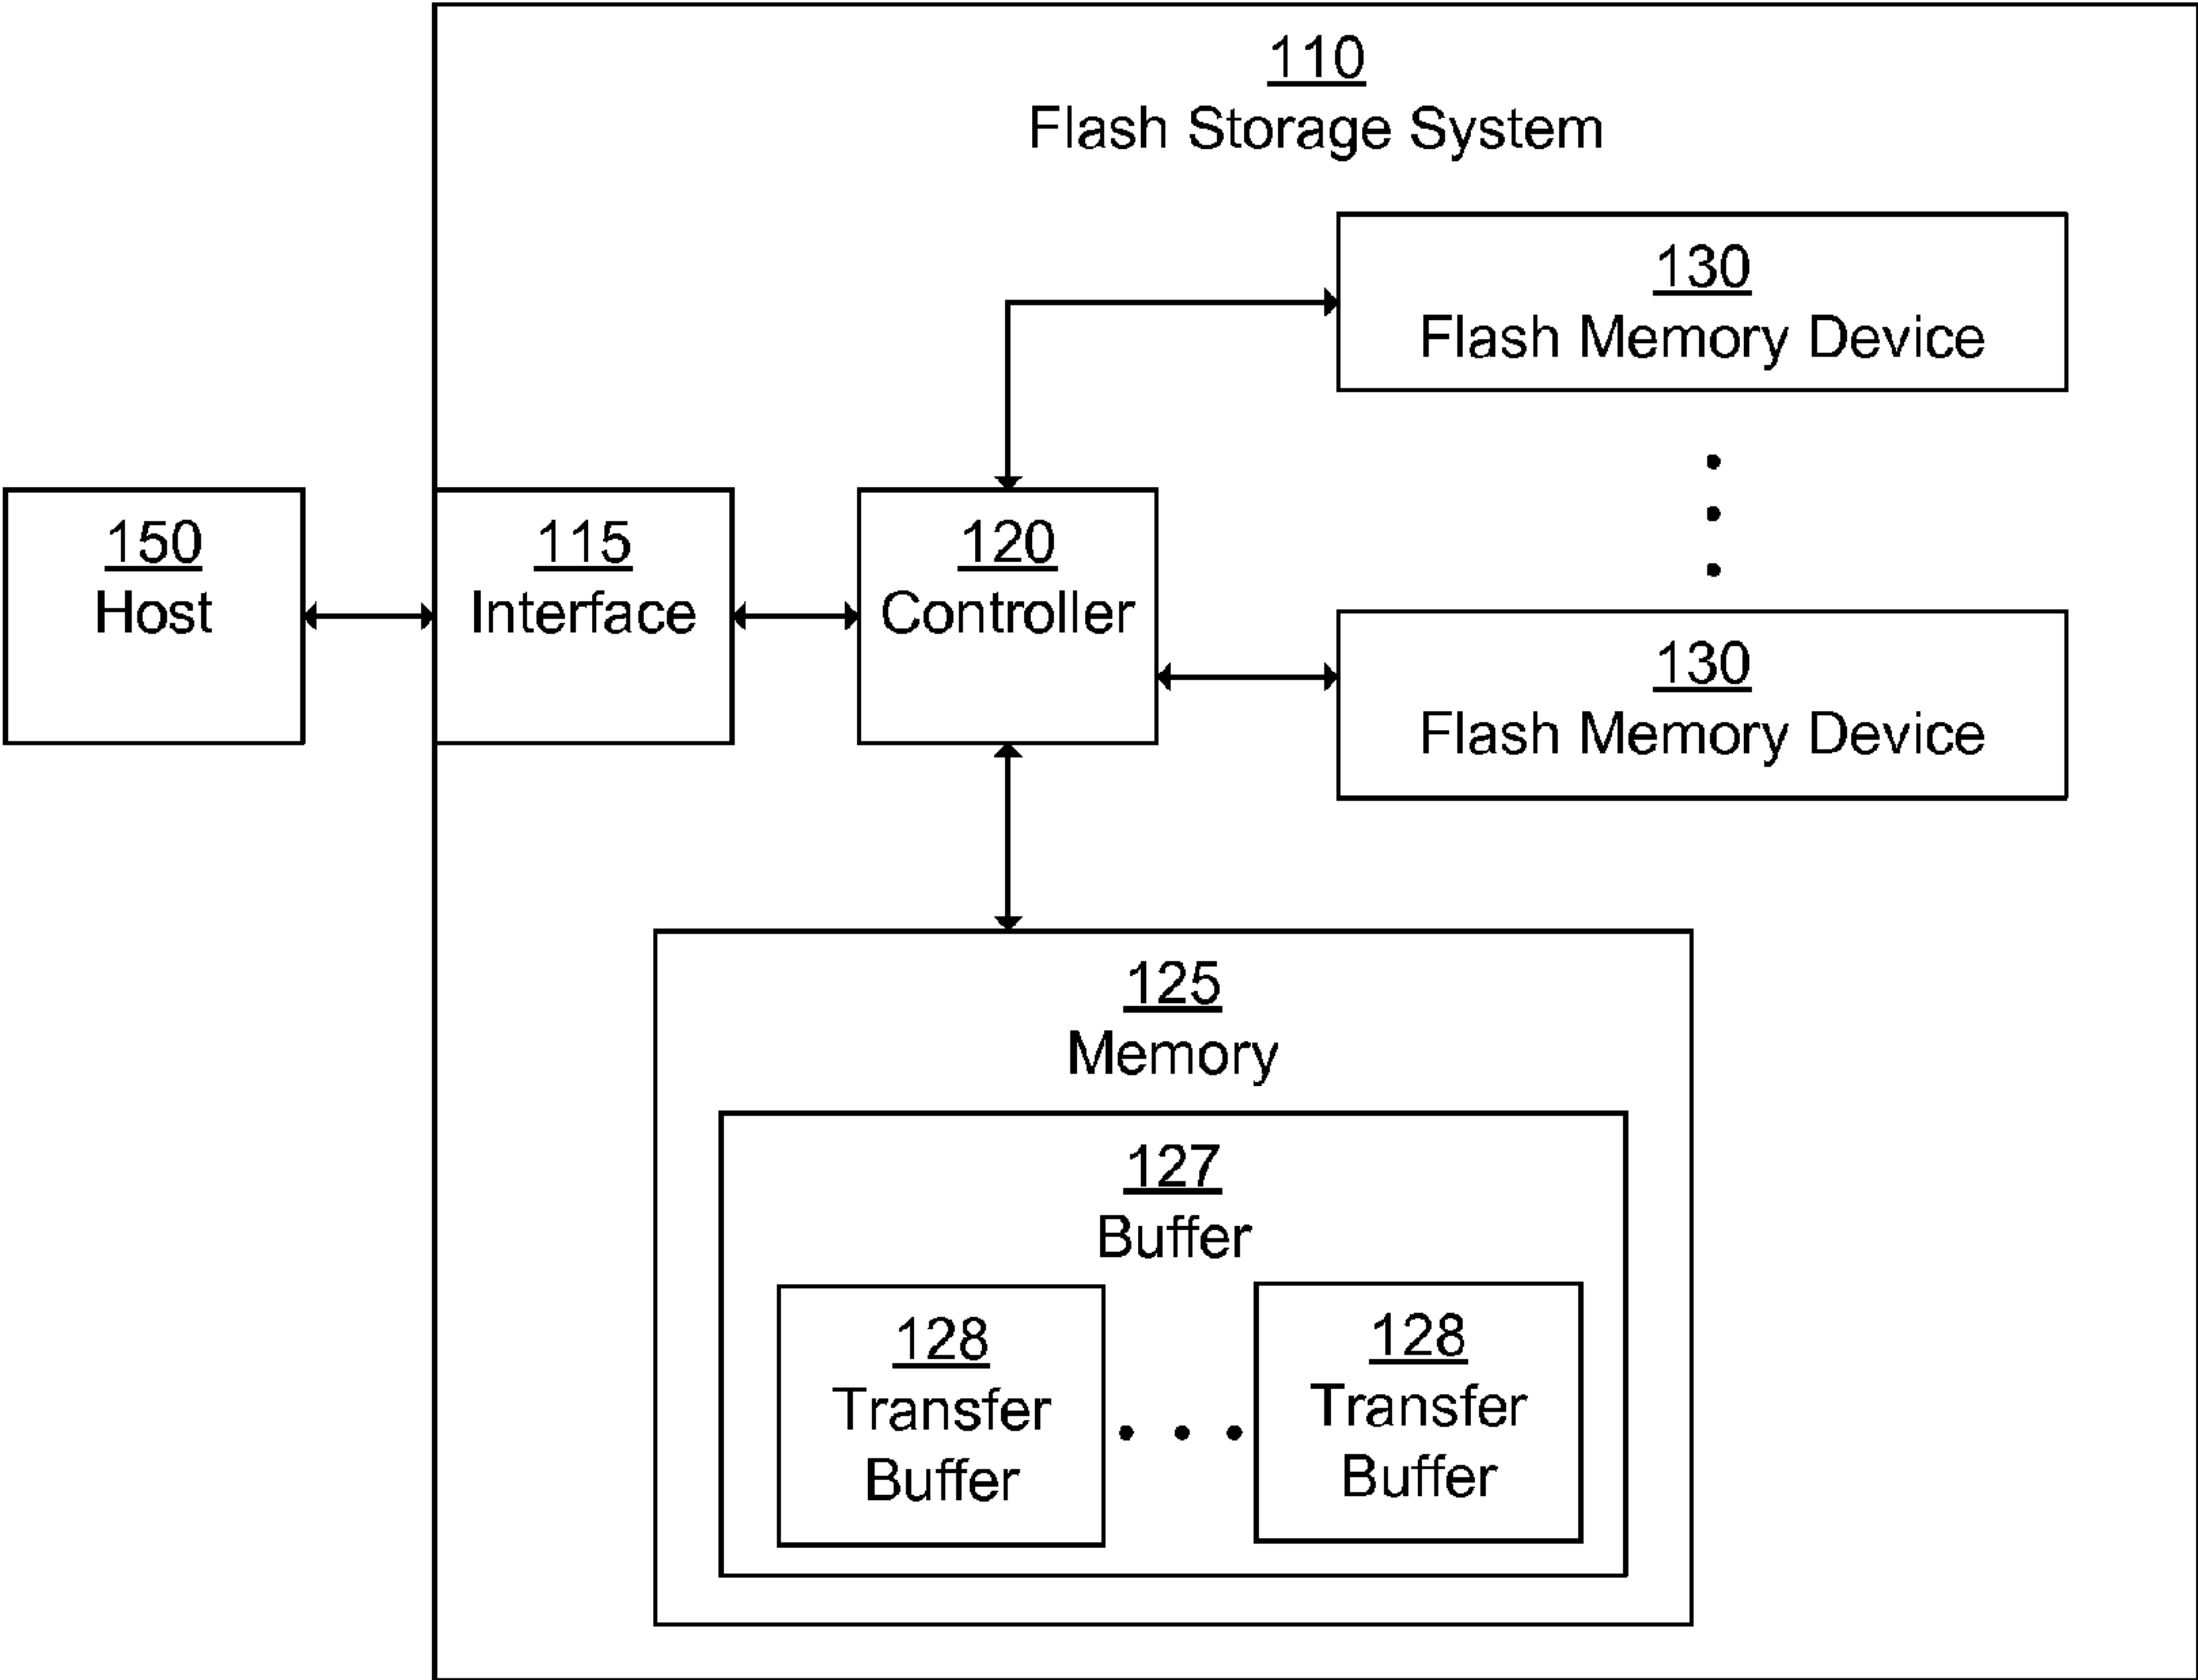 110
Flash Storage System
130
Flash Memory Device
150
Host
115
Interface
120
Controller
130
Flash Memory Device
125
Memory
127
Buffer
128
Transfer
Buffer
128
Transfer
Buffer